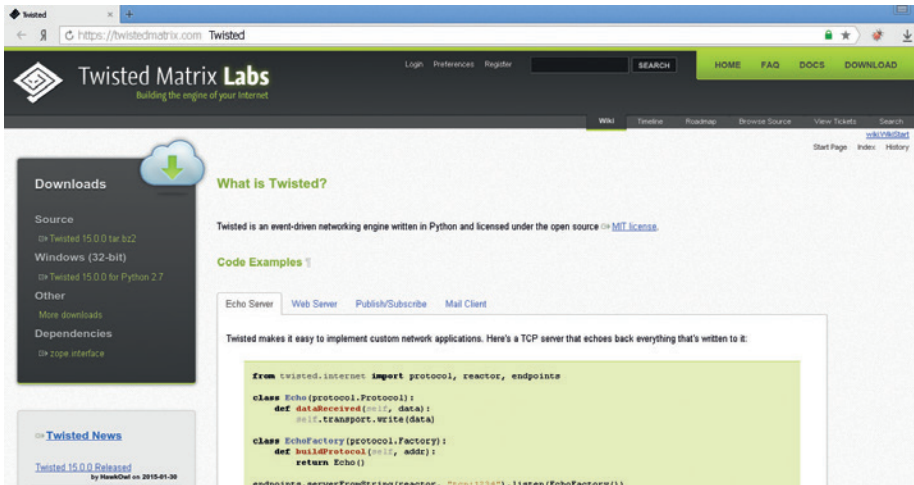 Twisted
https://twistedmatrix.com Twisted
Twisted Matrix Labs
Building the engine of your Internet
Login Preferences Register
SEARCH
HOME FAQ DOCS DOWNLOAD
Wiki Timeline Roadmap Browse Source View Tickets Search
wiki:WikiStart
Start Page Index History
Downloads
Source
Twisted 15.0.0 tar.bz2
Windows (32-bit)
Twisted 15.0.0 for Python 2.7
Other
More downloads
Dependencies
zope.interface
Twisted News
Twisted 15.0.0 Released
by HawkOwl on 2015-01-30
What is Twisted?
Twisted is an event-driven networking engine written in Python and licensed under the open source MIT license.
Code Examples ¶
Echo Server Web Server Publish/Subscribe Mail Client
Twisted makes it easy to implement custom network applications. Here's a TCP server that echoes back everything that's written to it:
from twisted.internet import protocol, reactor, endpoints
class Echo(protocol.Protocol):
def dataReceived(self, data):
self.transport.write(data)
class EchoFactory(protocol.Factory):
def buildProtocol(self, addr):
return Echo()
endpoints.serverFromString(reactor, "tcp:1234").listen(EchoFactory())